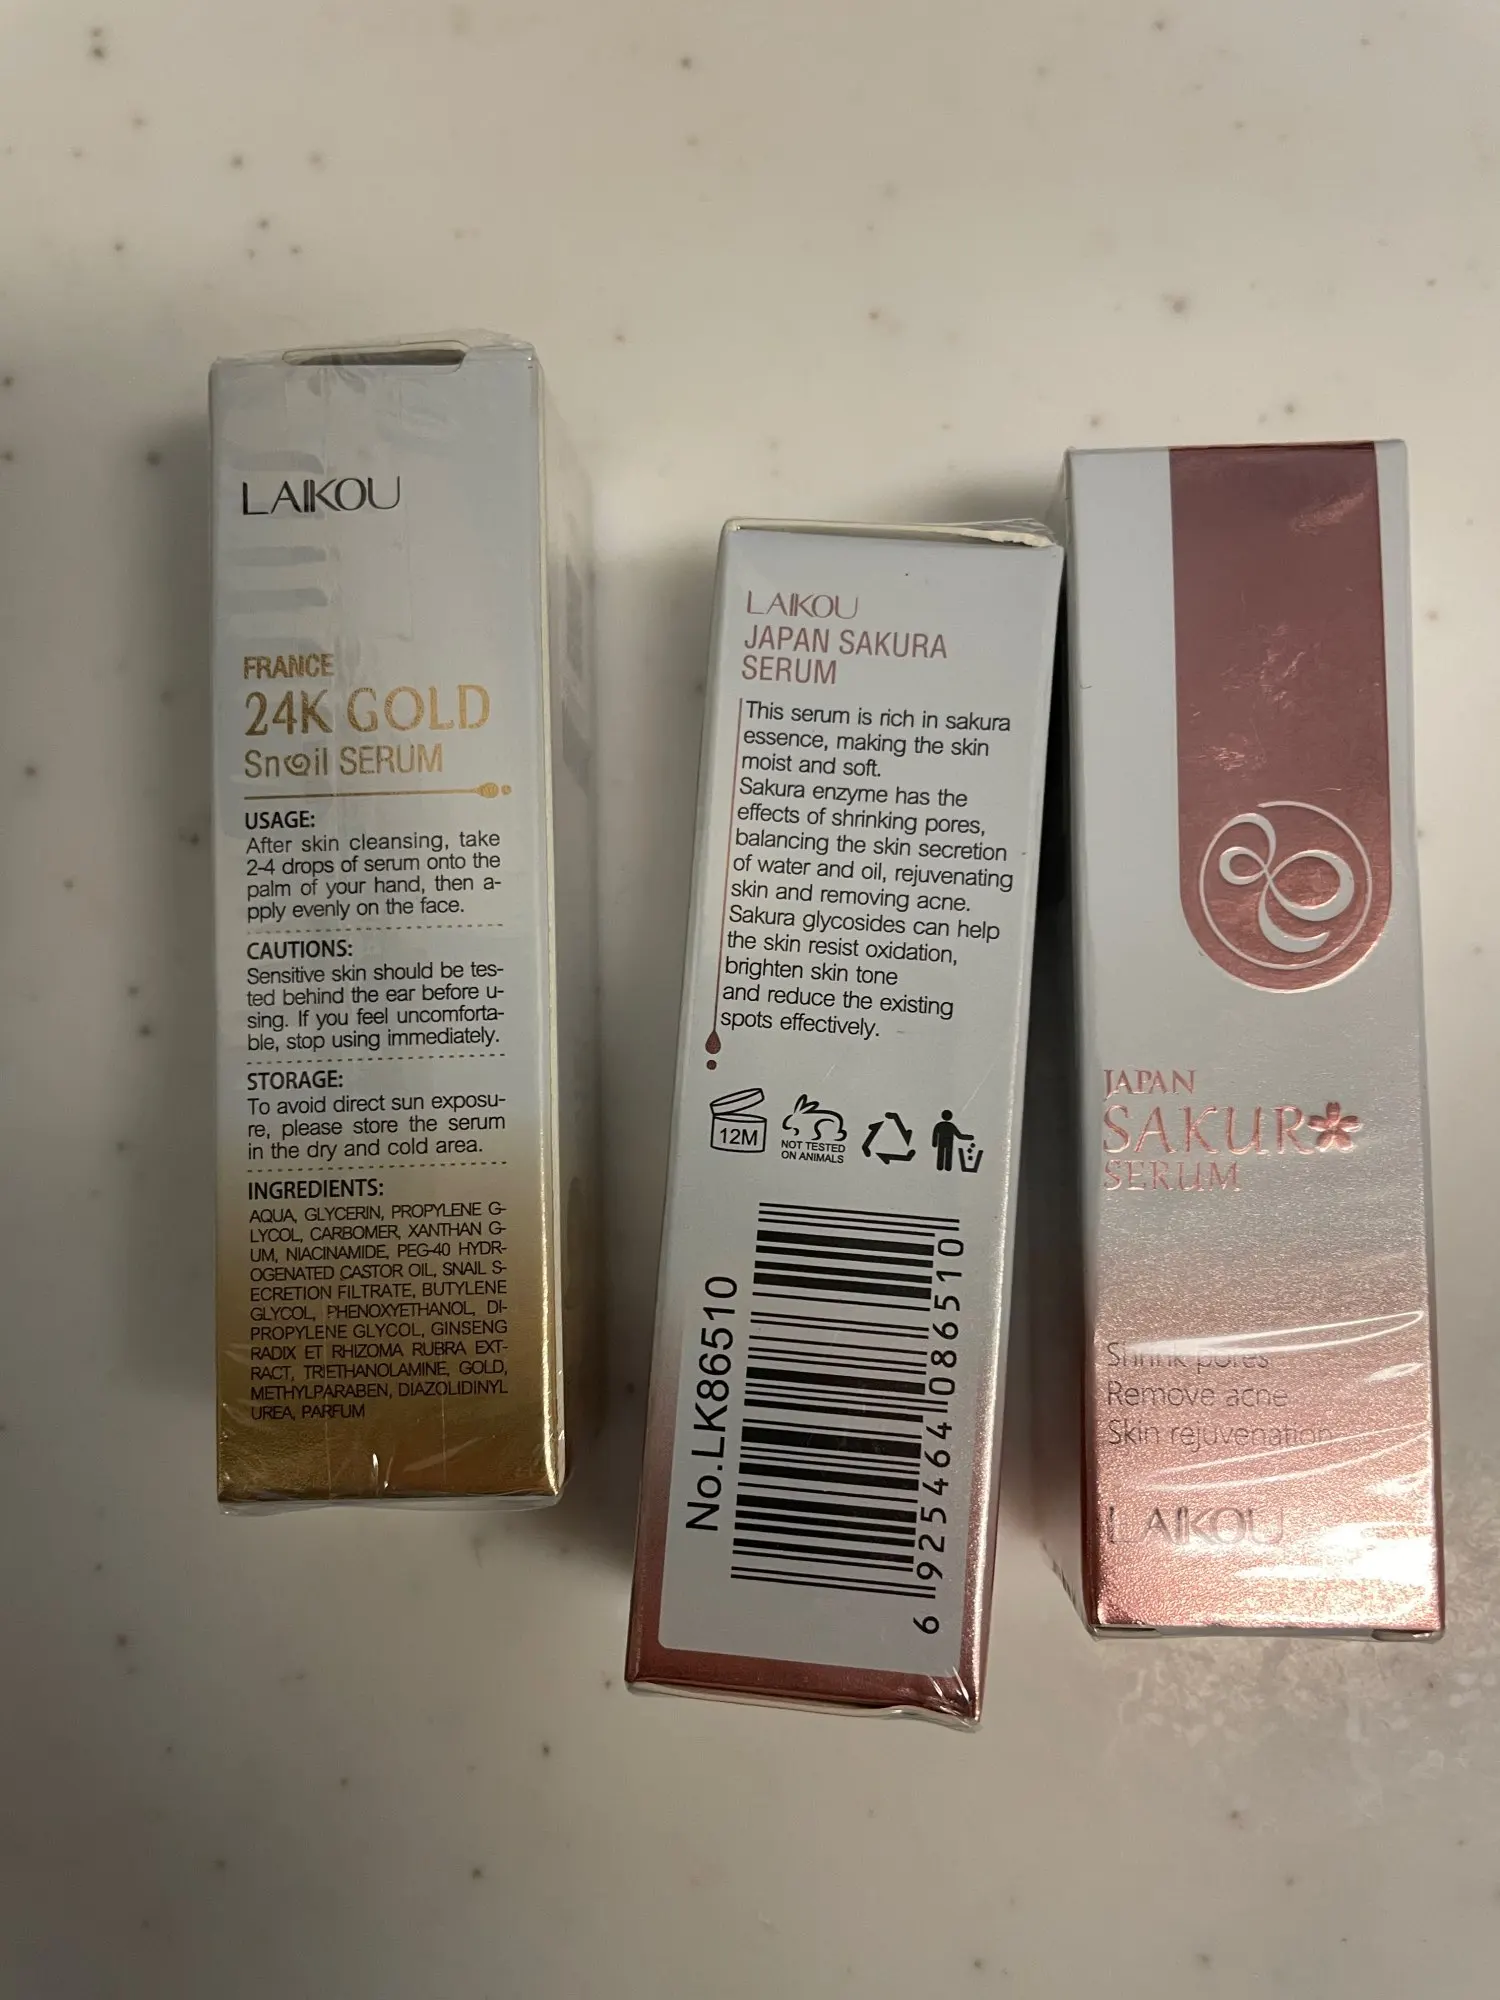 LAIKOU
FRANCE
24K GOLD
Snail SERUM
USAGE:
After skin cleansing, take
2-4 drops of serum onto the
palm of your hand, then a-
pply evenly on the face.
CAUTIONS:
Sensitive skin should be tes-
ted behind the ear before u-
sing. If you feel uncomforta-
ble, stop using immediately.
STORAGE:
To avoid direct sun exposu-
re, please store the serum
in the dry and cold area.
INGREDIENTS:
AQUA, GLYCERIN, PROPYLENE G-
LYCOL, CARBOMER, XANTHAN G-
UM, NIACINAMIDE, PEG-40 HYDR-
OGENATED CASTOR OIL, SNAIL S-
ECRETION FILTRATE, BUTYLENE
GLYCOL, PHENOXYETHANOL, DI-
PROPYLENE GLYCOL, GINSENG
RADIX ET RHIZOMA RUBRA EXT-
RACT, TRIETHANOLAMINE, GOLD,
METHYLPARABEN, DIAZOLIDINYL
UREA, PARFUM
LAIKOU
JAPAN SAKURA
SERUM
This serum is rich in sakura
essence, making the skin
moist and soft.
Sakura enzyme has the
effects of shrinking pores,
balancing the skin secretion
of water and oil, rejuvenating
skin and removing acne.
Sakura glycosides can help
the skin resist oxidation,
brighten skin tone
and reduce the existing
spots effectively.
12M
NOT TESTED
ON ANIMALS
No.LK86510
6 925464 086510
JAPAN
SAKURA
SERUM
Shrink pores
Remove acne
Skin rejuvenation
LAIKOU